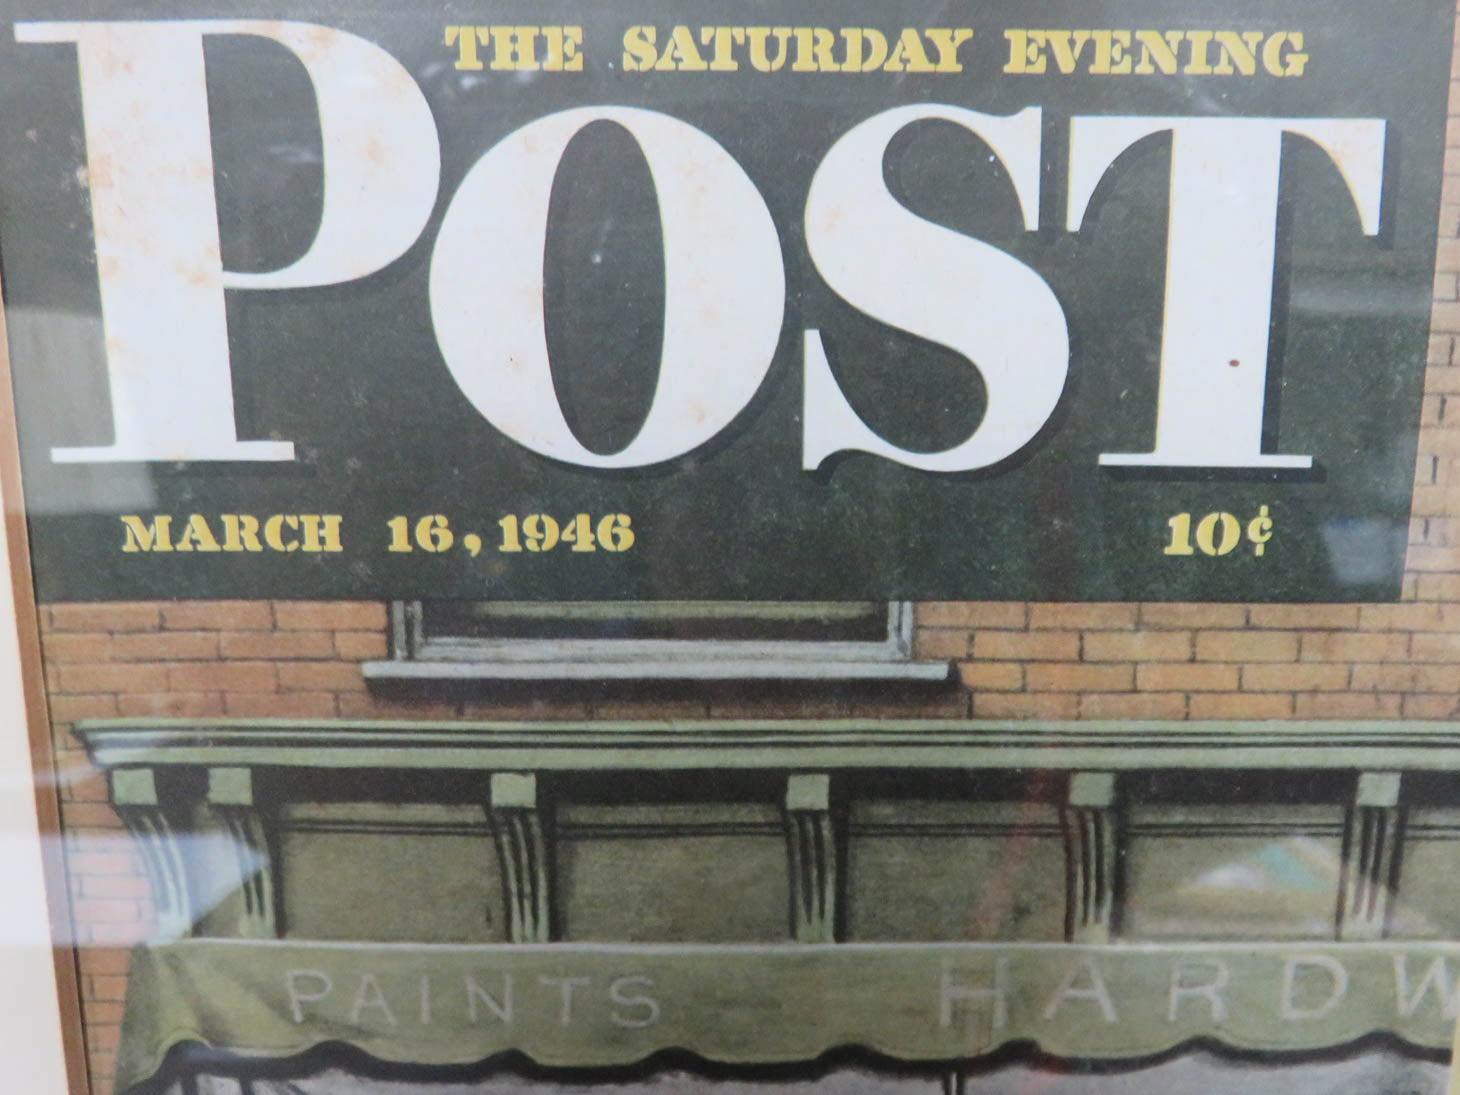 THE SATURDAY EVENING
POST
MARCH 16, 1946 10¢
PAINTS HARDW